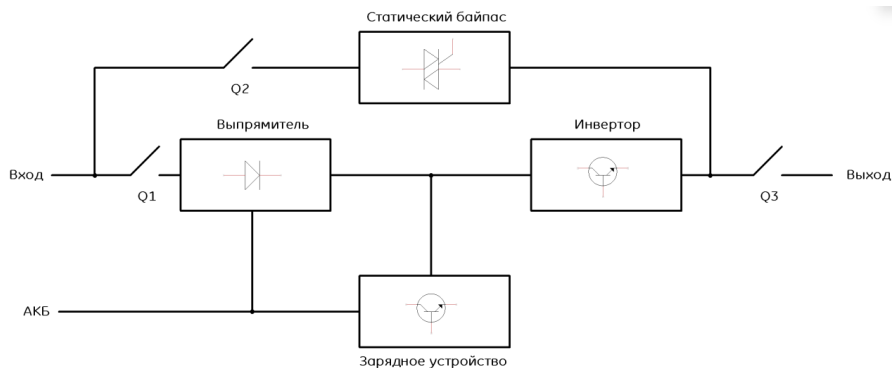 Статический байпас
Q2
Выпрямитель
Инвертор
Вход
Выход
Q1
Q3
АКБ
Зарядное устройство